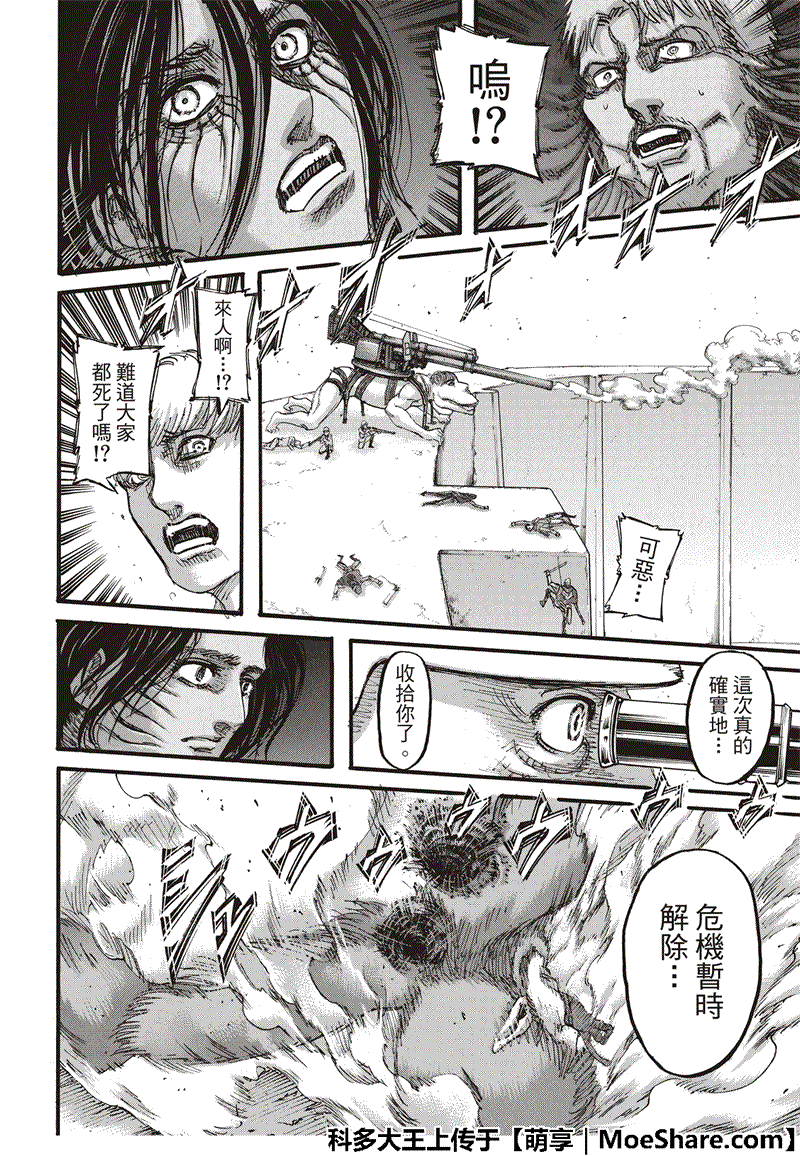 嗚
!?
來人啊…!?
難道大家
都死了嗎!?
可惡…
這次真的
確實地…
收拾你了。
危機暫時
解除…
科多大王上传于【萌享│MoeShare.com】